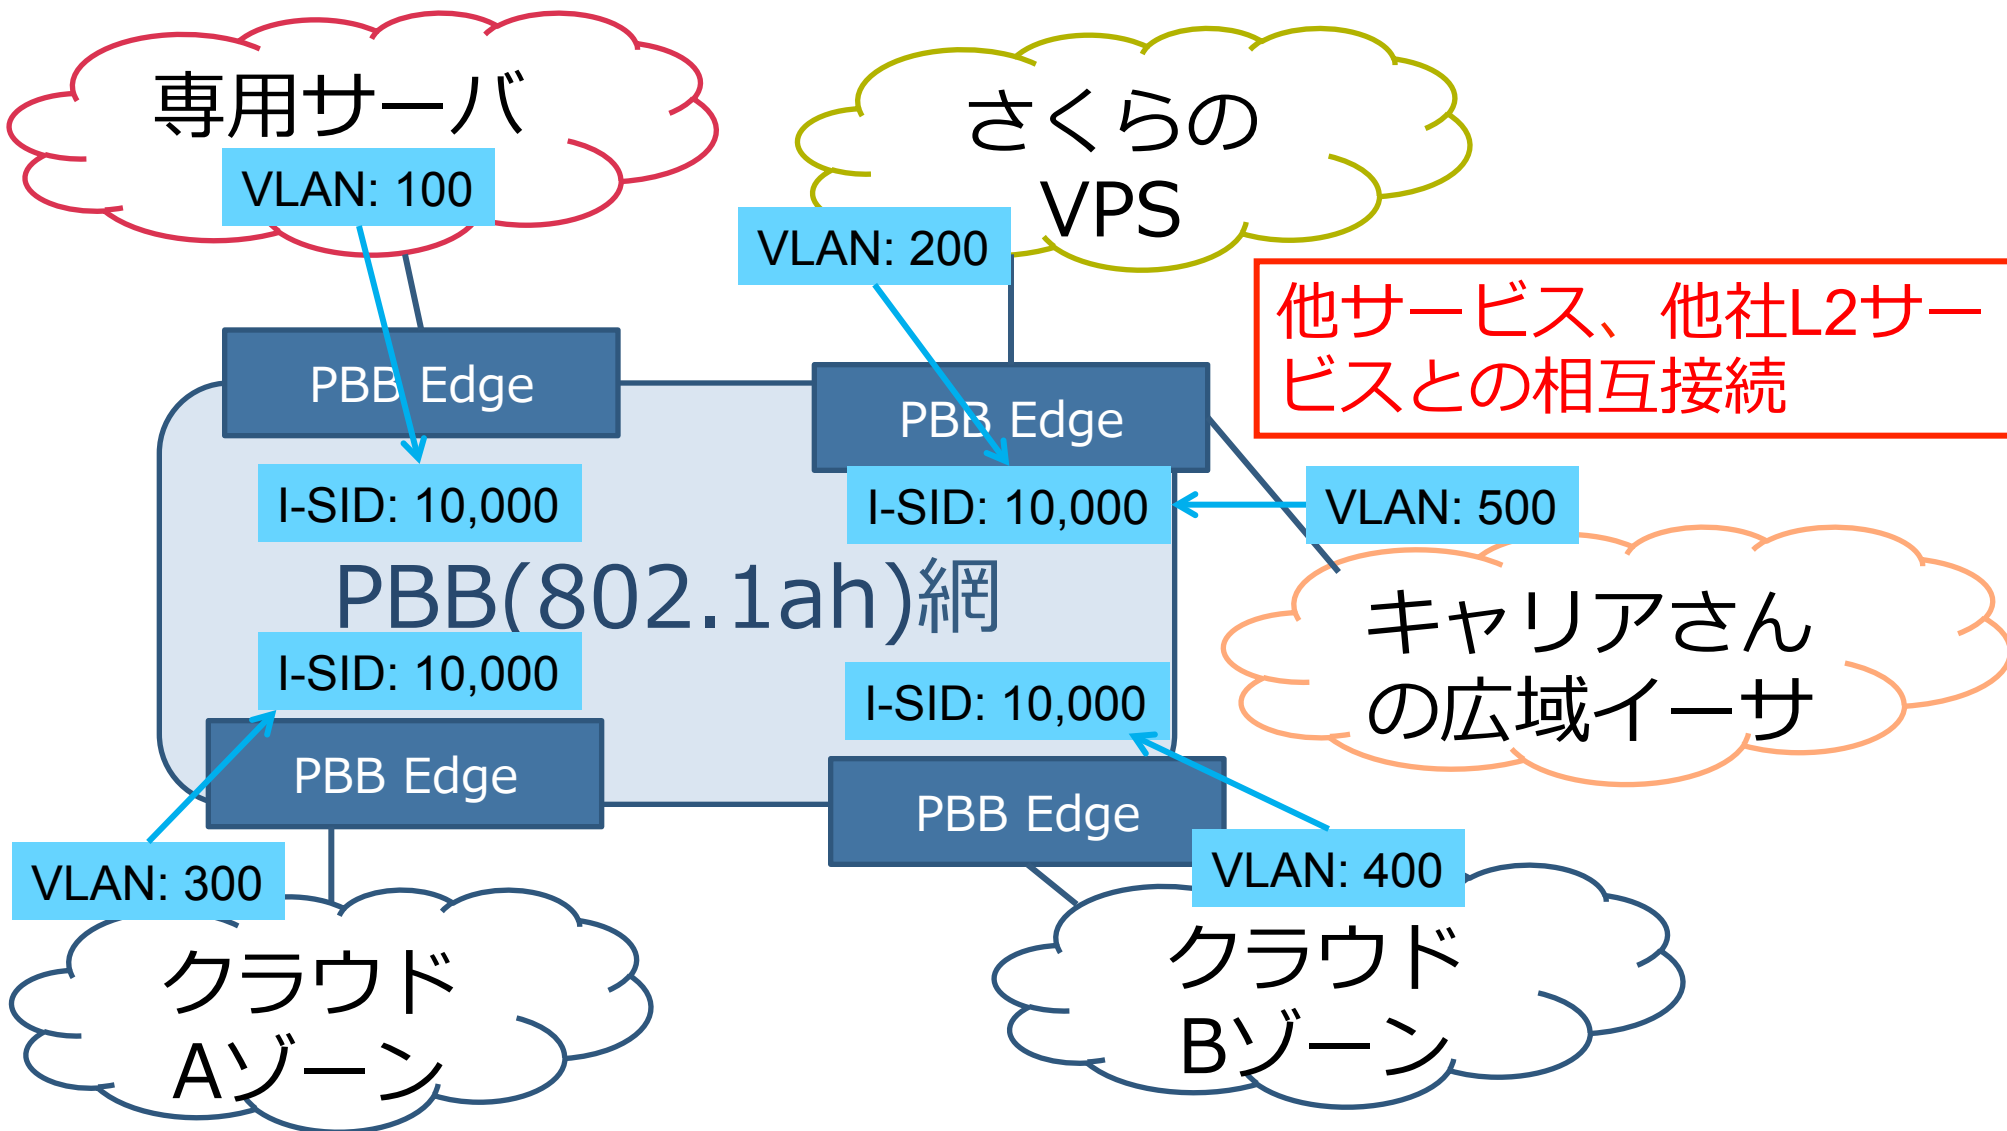 専用サーバ
VLAN: 100
さくらの
VPS
VLAN: 200
他サービス、他社L2サー
ビスとの相互接続
PBB Edge
PBB Edge
I-SID: 10,000
I-SID: 10,000
VLAN: 500
PBB(802.1ah)網
キャリアさん
の広域イーサ
I-SID: 10,000
I-SID: 10,000
PBB Edge
PBB Edge
VLAN: 300
VLAN: 400
クラウド
Aゾーン
クラウド
Bゾーン